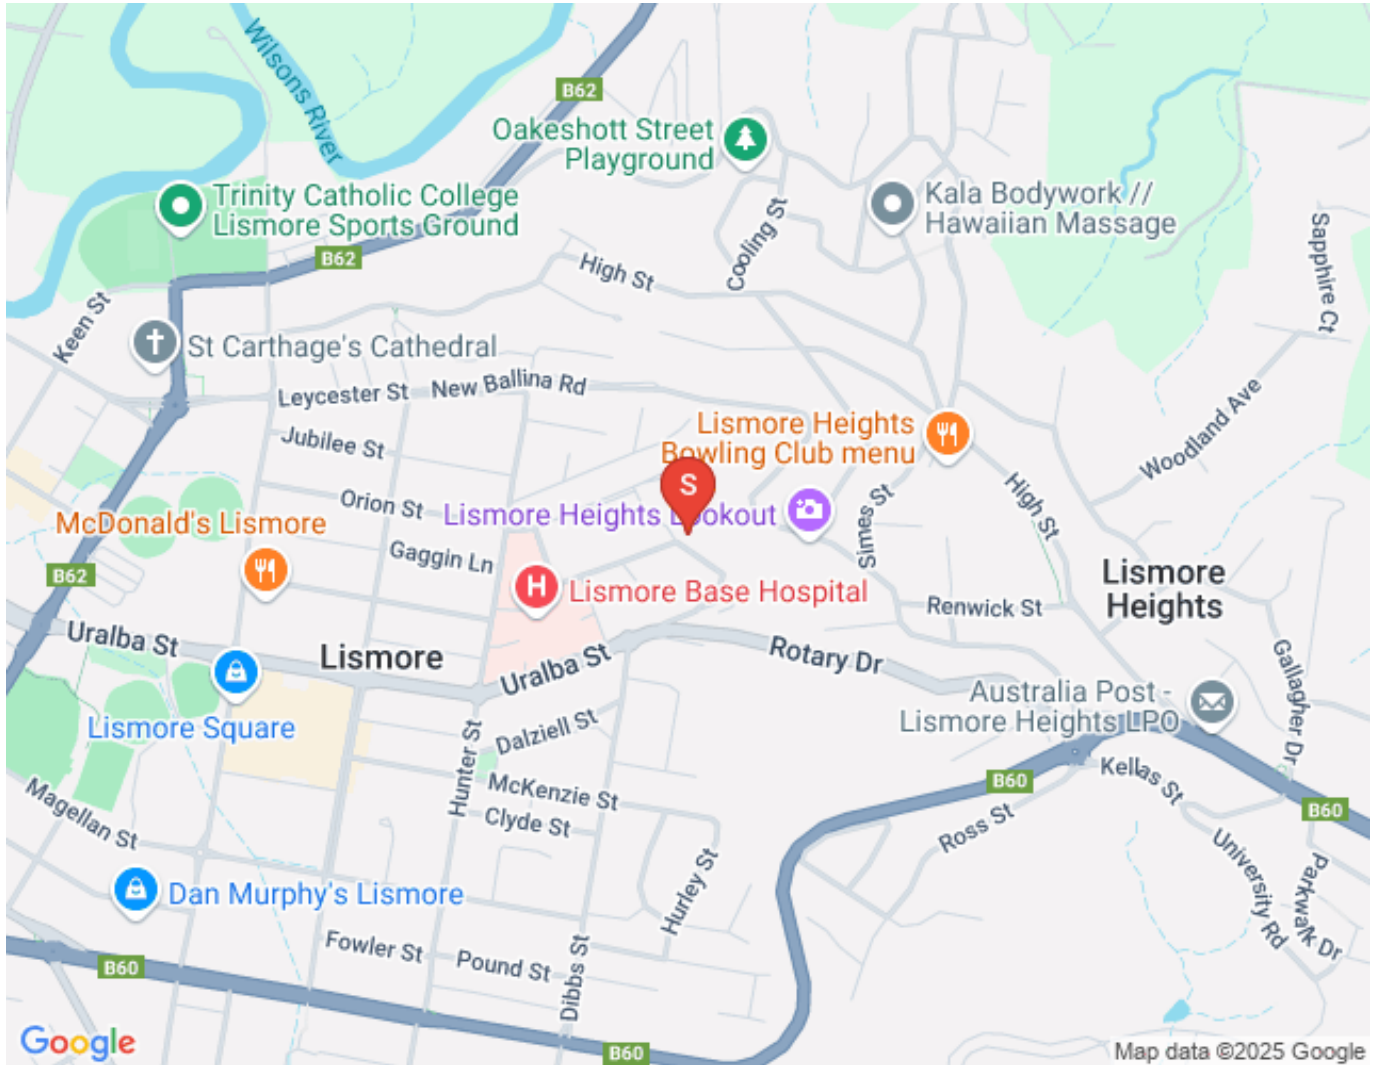 Wilsons River
B62
Oakeshott Street
Playground
Trinity Catholic College
Lismore Sports Ground
Kala Bodywork //
Hawaiian Massage
Sapphire Ct
B62
High St
Cooling St
Keen St
St Carthage's Cathedral
Leycester St
New Ballina Rd
Jubilee St
Lismore Heights
Bowling Club menu
Woodland Ave
Orion St
S
High St
McDonald's Lismore
Lismore Heights Lookout
Simes St
Gaggin Ln
B62
H
Lismore Base Hospital
Lismore
Heights
Renwick St
Uralba St
Lismore
Uralba St
Rotary Dr
Gallagher Dr
Australia Post -
Lismore Heights LPO
Lismore Square
Hunter St
Dalziell St
B60
Kellas St
McKenzie St
Magellan St
Clyde St
Ross St
B60
University Rd
Parkwalk Dr
Dan Murphy's Lismore
Hurley St
Fowler St
Pound St
Dibbs St
B60
Google
B60
Map data ©2025 Google